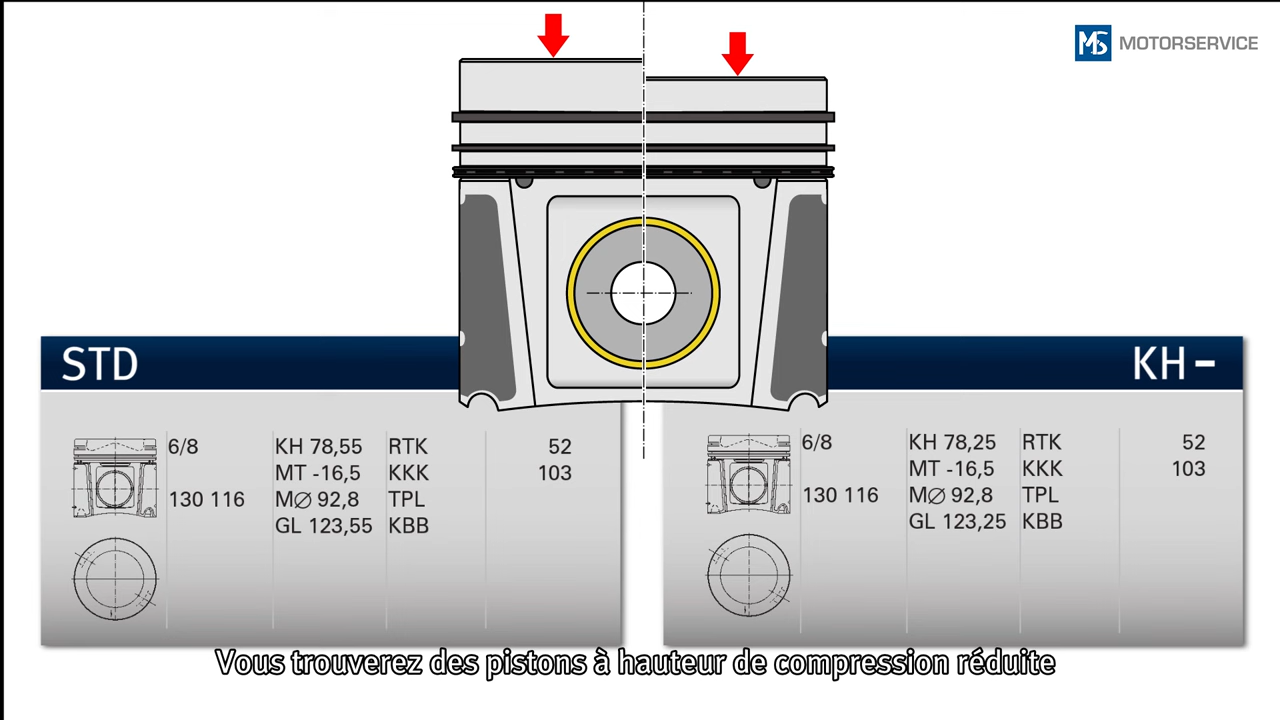 MS MOTORSERVICE
STD
KH -
6/8 KH 78,55 RTK 52
MT -16,5 KKK 103
130 116 M∅ 92,8 TPL
GL 123,55 KBB
6/8 KH 78,25 RTK 52
MT -16,5 KKK 103
130 116 M∅ 92,8 TPL
GL 123,25 KBB
Vous trouverez des pistons à hauteur de compression réduite